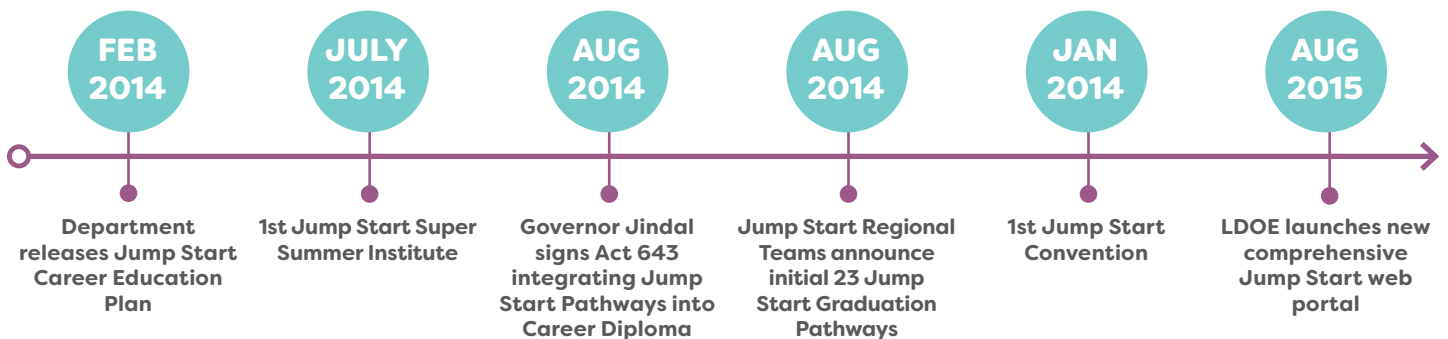 FEB
2014
JULY
2014
AUG
2014
AUG
2014
JAN
2014
AUG
2015
Department
releases Jump Start
Career Education
Plan
1st Jump Start Super
Summer Institute
Governor Jindal
signs Act 643
integrating Jump
Start Pathways into
Career Diploma
Jump Start Regional
Teams announce
initial 23 Jump
Start Graduation
Pathways
1st Jump Start
Convention
LDOE launches new
comprehensive
Jump Start web
portal